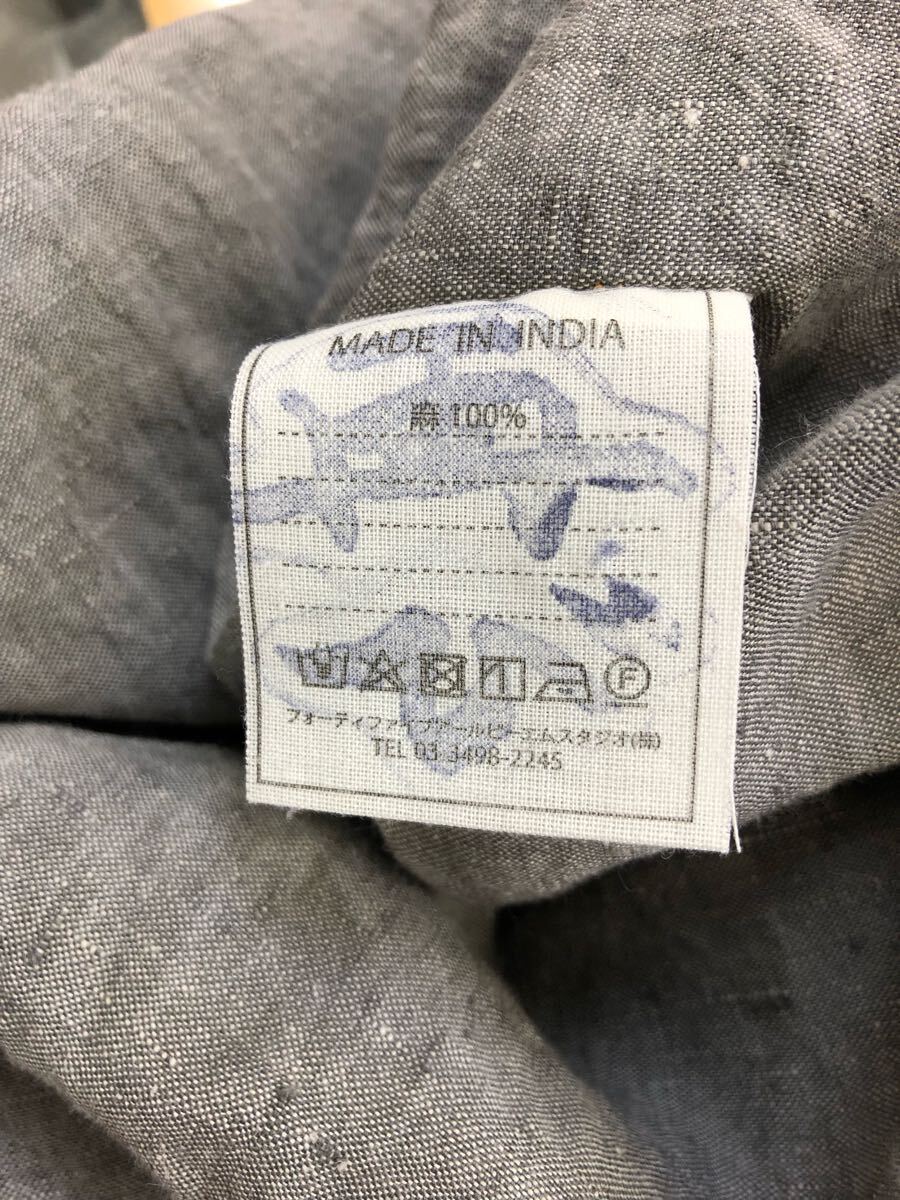 MADE IN INDIA
麻 100%
F
フォーティファイブアールピーエムスタジオ(株)
TEL 03-3498-2245